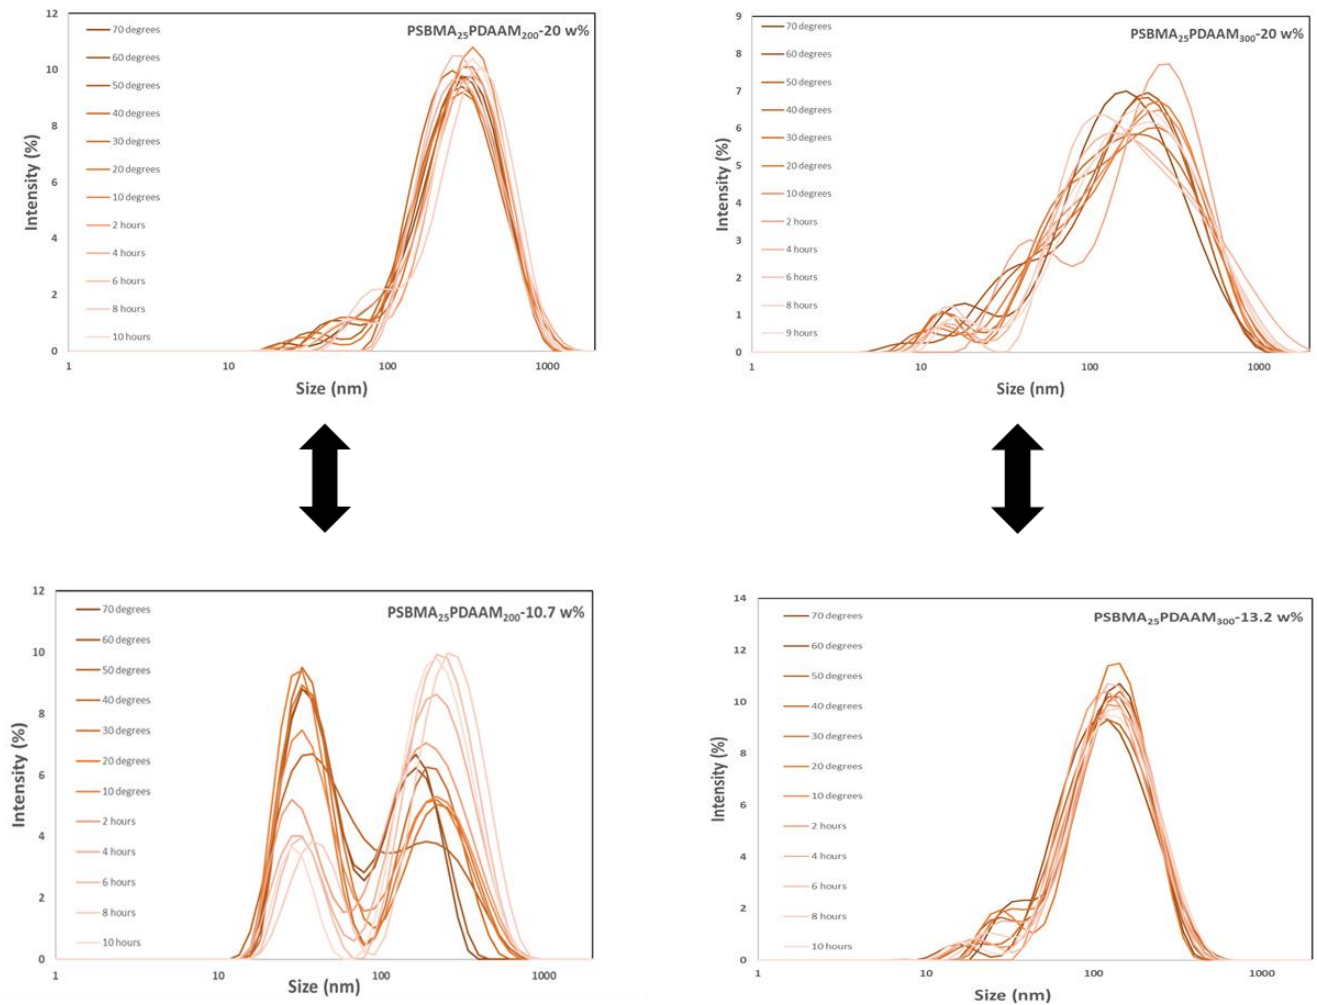 PSBMA₂₅PDAAM₂₀₀-20 w%
Intensity (%)
12
10
8
6
4
2
0
70 degrees
60 degrees
50 degrees
40 degrees
30 degrees
20 degrees
10 degrees
2 hours
4 hours
6 hours
8 hours
10 hours
1 10 100 1000
Size (nm)
PSBMA₂₅PDAAM₃₀₀-20 w%
Intensity (%)
9
8
7
6
5
4
3
2
1
0
70 degrees
60 degrees
50 degrees
40 degrees
30 degrees
20 degrees
10 degrees
2 hours
4 hours
6 hours
8 hours
9 hours
1 10 100 1000
Size (nm)
PSBMA₂₅PDAAM₂₀₀-10.7 w%
Intensity (%)
12
10
8
6
4
2
0
70 degrees
60 degrees
50 degrees
40 degrees
30 degrees
20 degrees
10 degrees
2 hours
4 hours
6 hours
8 hours
10 hours
1 10 100 1000
Size (nm)
PSBMA₂₅PDAAM₃₀₀-13.2 w%
Intensity (%)
14
12
10
8
6
4
2
0
70 degrees
60 degrees
50 degrees
40 degrees
30 degrees
20 degrees
10 degrees
2 hours
4 hours
6 hours
8 hours
10 hours
1 10 100 1000
Size (nm)